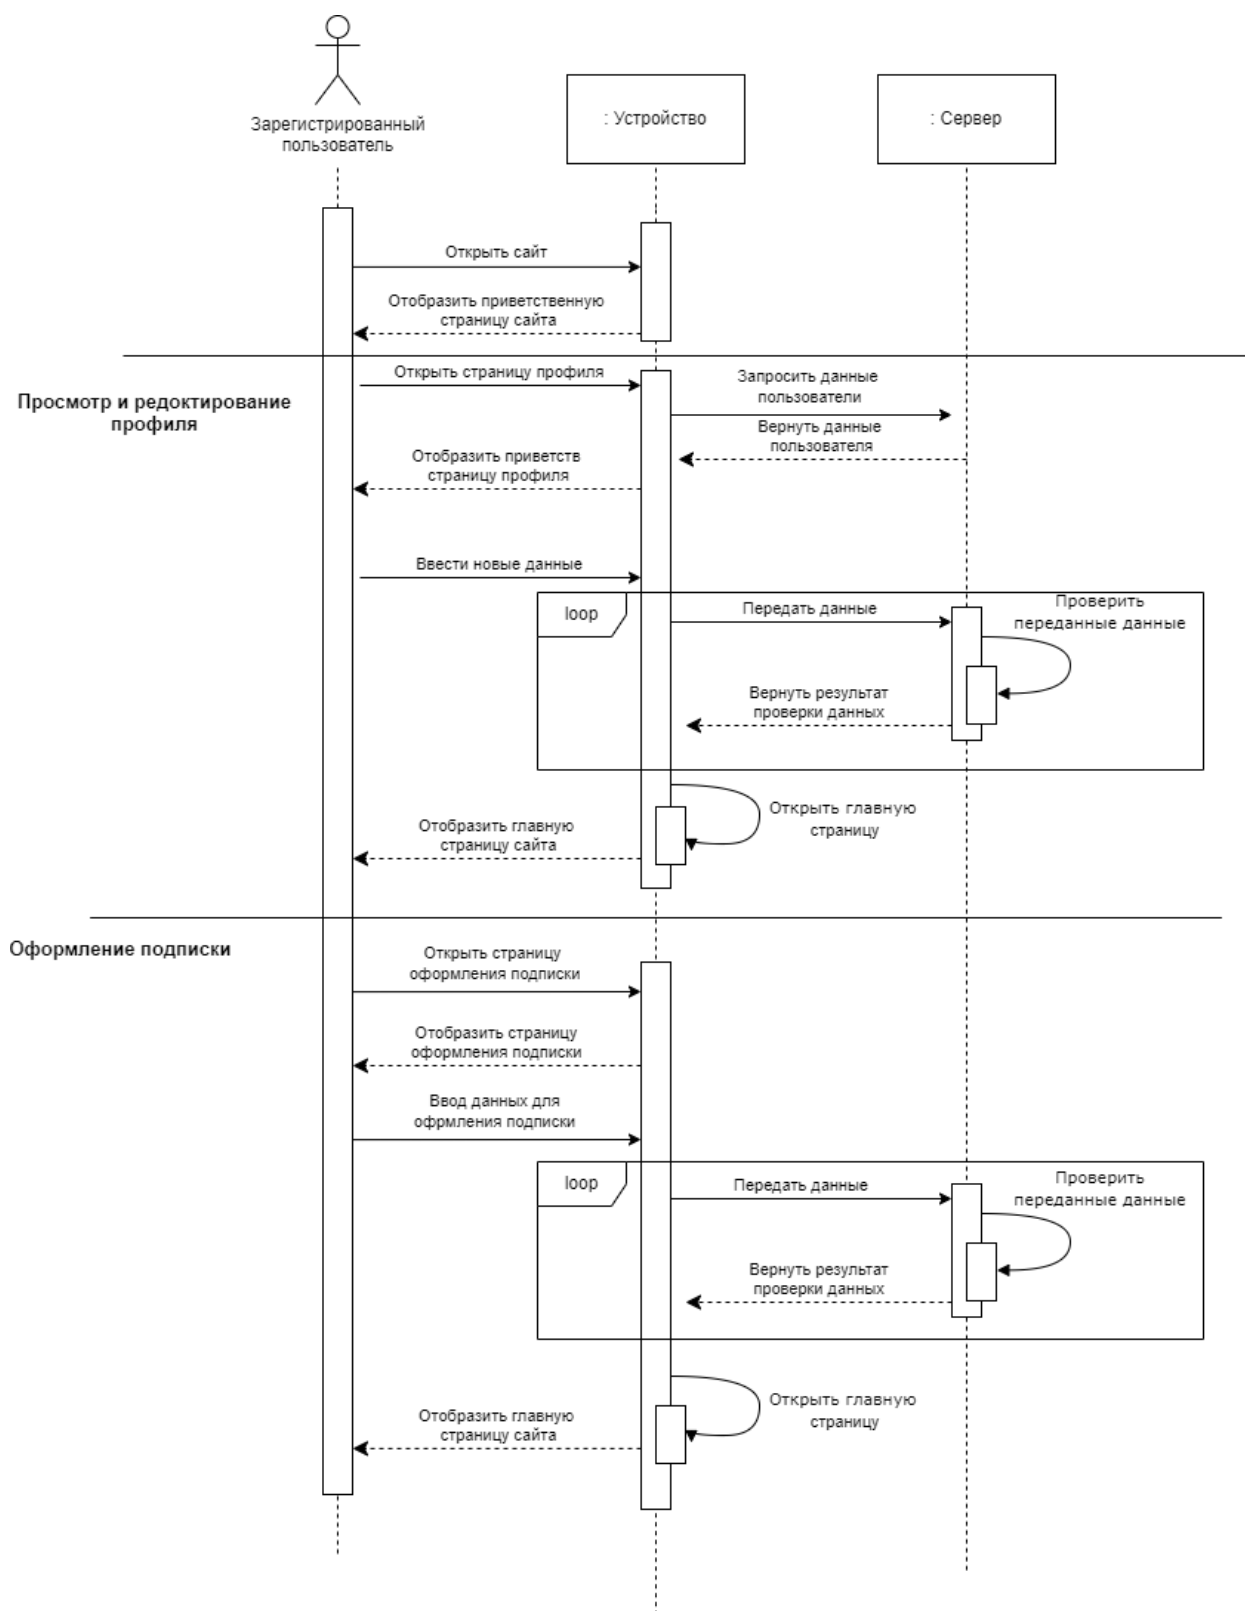 Зарегистрированный
пользователь
: Устройство
: Сервер
Открыть сайт
Отобразить приветственную
страницу сайта
Просмотр и редоктирование
профиля
Открыть страницу профиля
Запросить данные
пользователи
Вернуть данные
пользователя
Отобразить приветств
страницу профиля
Ввести новые данные
loop
Передать данные
Проверить
переданные данные
Вернуть результат
проверки данных
Открыть главную
страницу
Отобразить главную
страницу сайта
Оформление подписки
Открыть страницу
оформления подписки
Отобразить страницу
оформления подписки
Ввод данных для
офрмления подписки
loop
Передать данные
Проверить
переданные данные
Вернуть результат
проверки данных
Открыть главную
страницу
Отобразить главную
страницу сайта